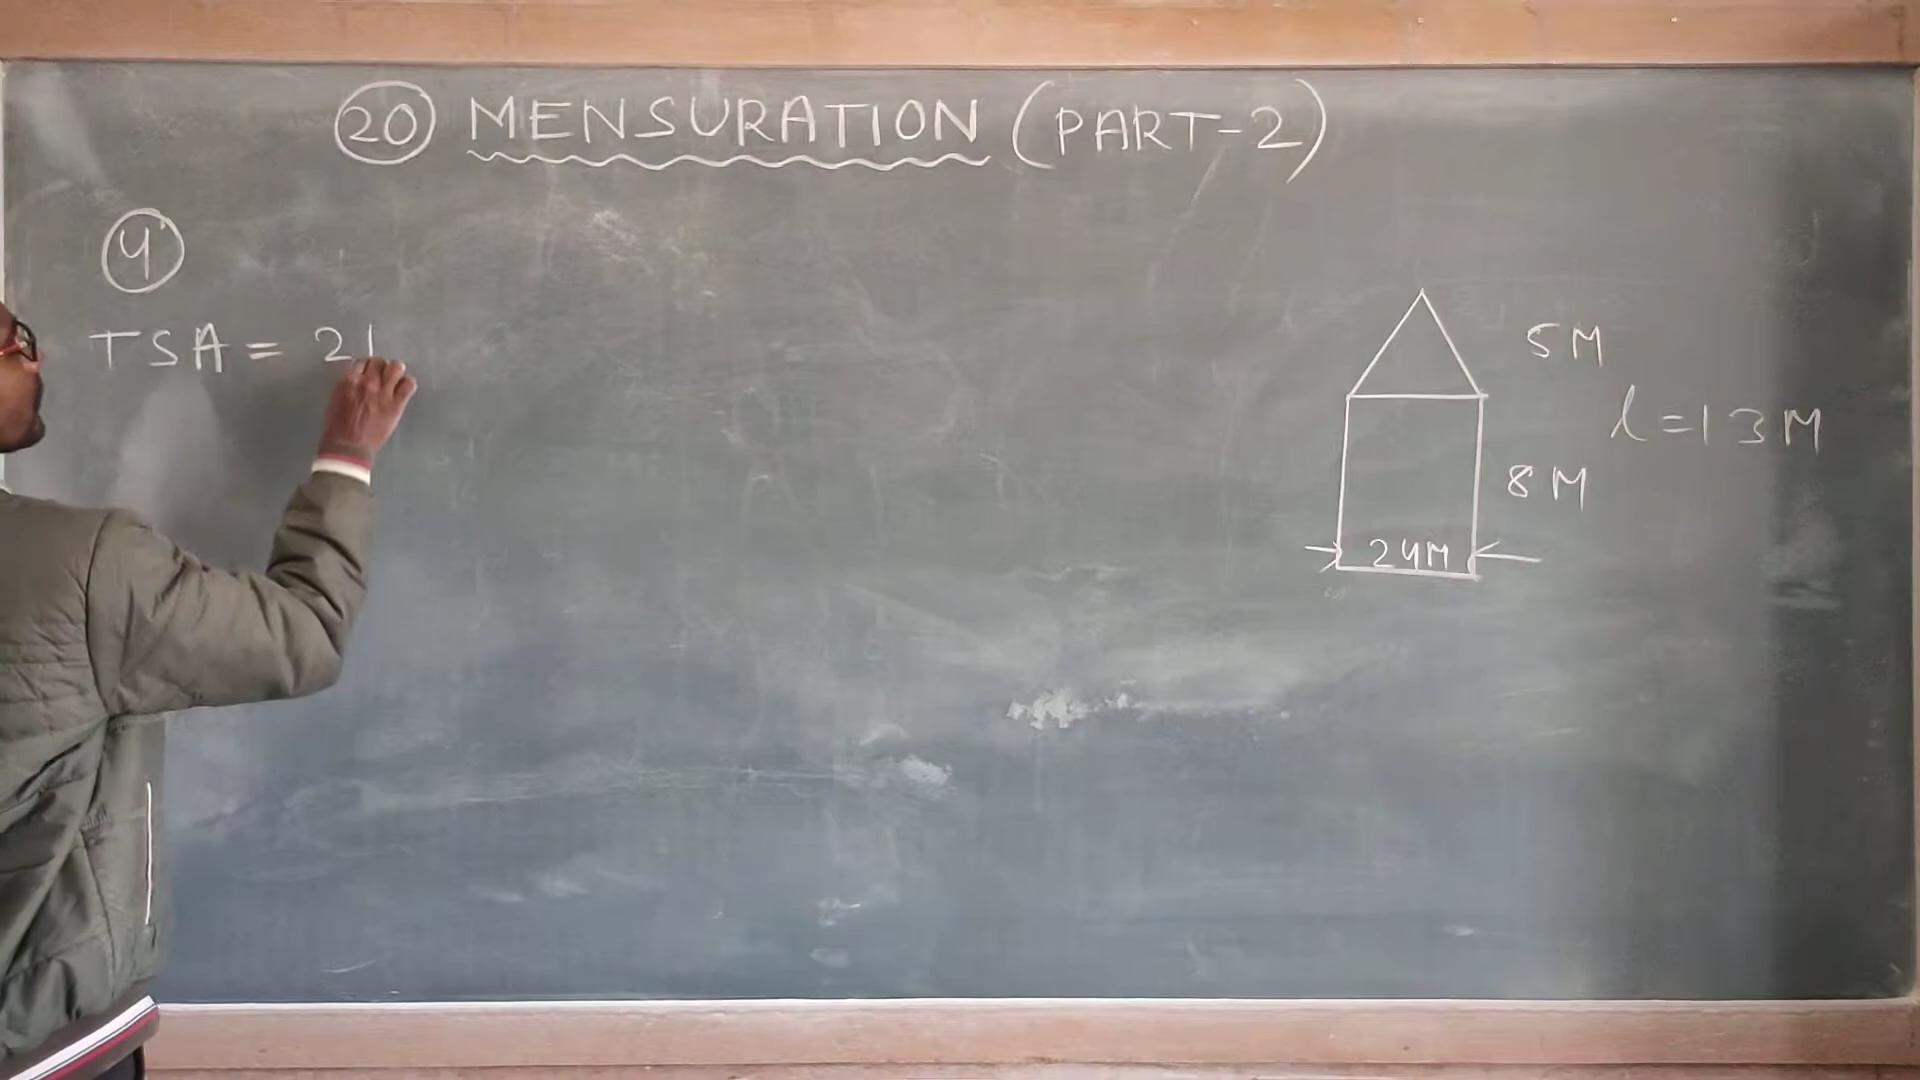 20 MENSURATION (PART-2)
4
TSA = 2
5M
l=13M
8M
24M